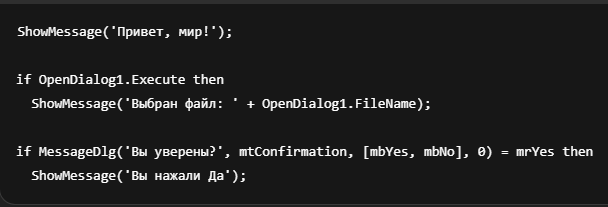 ShowMessage('Привет, мир!');
if OpenDialog1.Execute then
ShowMessage('Выбран файл: ' + OpenDialog1.FileName);
if MessageDlg('Вы уверены?', mtConfirmation, [mbYes, mbNo], 0) = mrYes then
ShowMessage('Вы нажали Да');